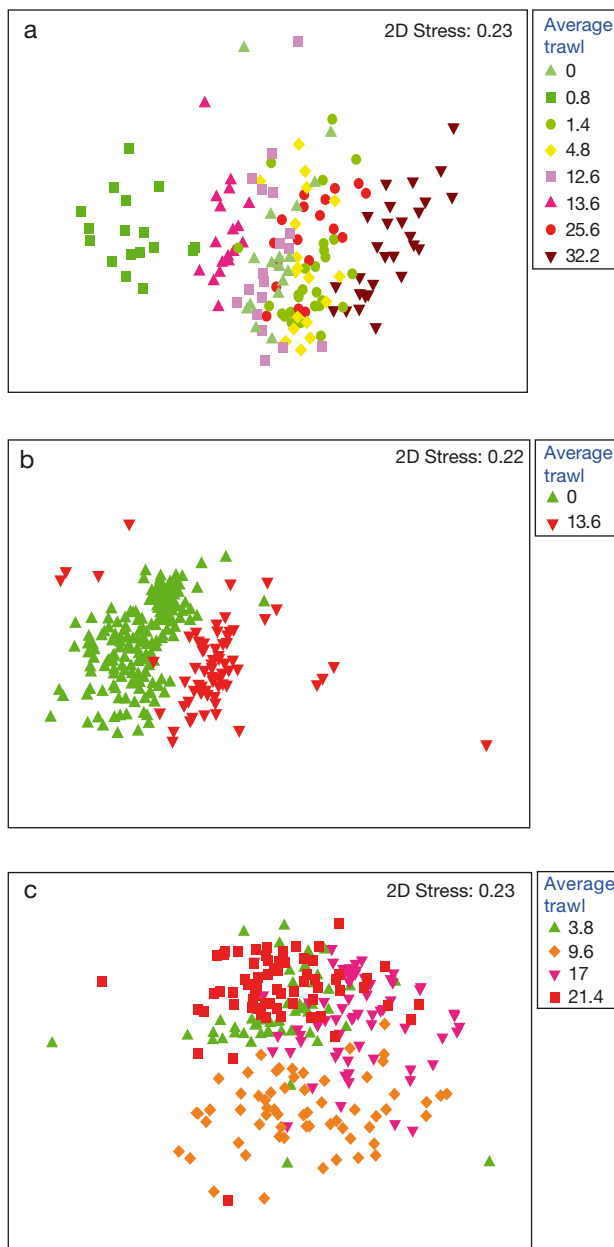 a
2D Stress: 0.23
Average
trawl
0
0.8
1.4
4.8
12.6
13.6
25.6
32.2
b
2D Stress: 0.22
Average
trawl
0
13.6
c
2D Stress: 0.23
Average
trawl
3.8
9.6
17
21.4